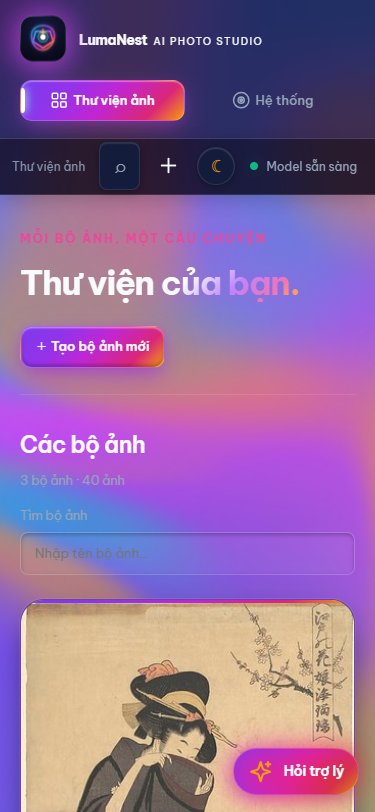 LumaNest AI PHOTO STUDIO
Thư viện ảnh
Hệ thống
Thư viện ảnh
Model sẵn sàng
MỖI BỘ ẢNH, MỘT CÂU CHUYỆN
Thư viện của bạn.
+ Tạo bộ ảnh mới
Các bộ ảnh
3 bộ ảnh · 40 ảnh
Tìm bộ ảnh
Nhập tên bộ ảnh...
Hỏi trợ lý